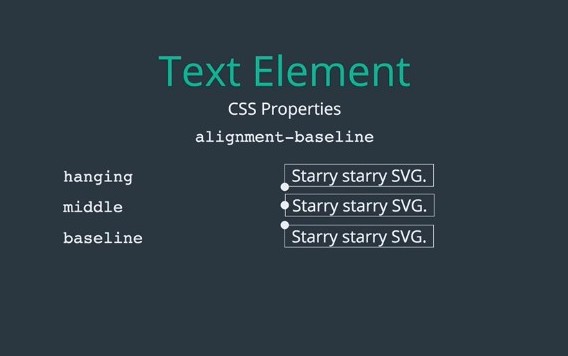 Text Element
CSS Properties
alignment-baseline
hanging Starry starry SVG.
middle Starry starry SVG.
baseline Starry starry SVG.